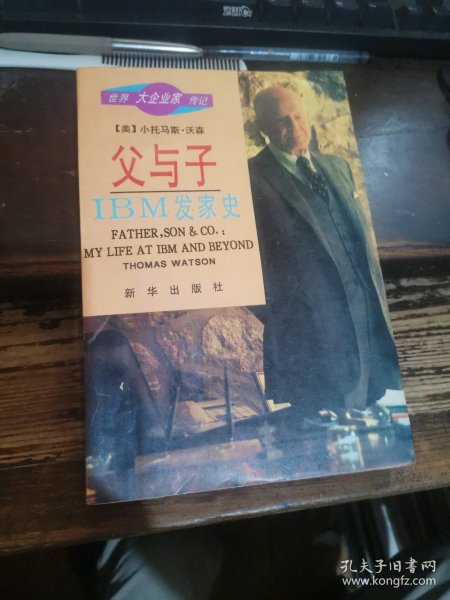 世界 大企业家 传记
【美】小托马斯·沃森
父与子
IBM发家史
FATHER,SON & CO.:
MY LIFE AT IBM AND BEYOND
THOMAS WATSON
新华出版社
孔夫子旧书网
www.kongfz.com